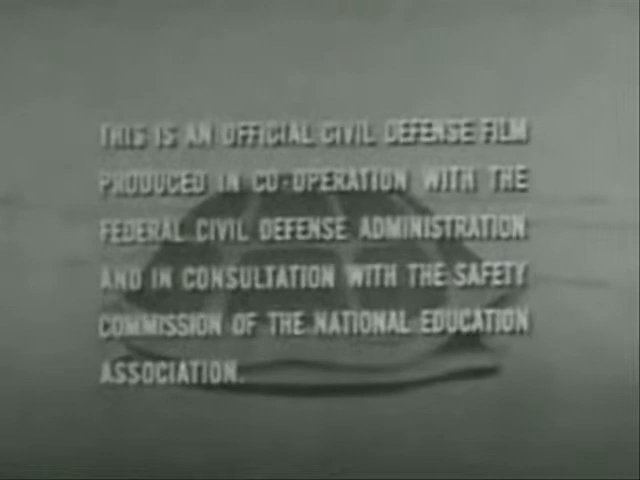 THIS IS AN OFFICIAL CIVIL DEFENSE FILM
PRODUCED IN CO-OPERATION WITH THE
FEDERAL CIVIL DEFENSE ADMINISTRATION
AND IN CONSULTATION WITH THE SAFETY
COMMISSION OF THE NATIONAL EDUCATION
ASSOCIATION.